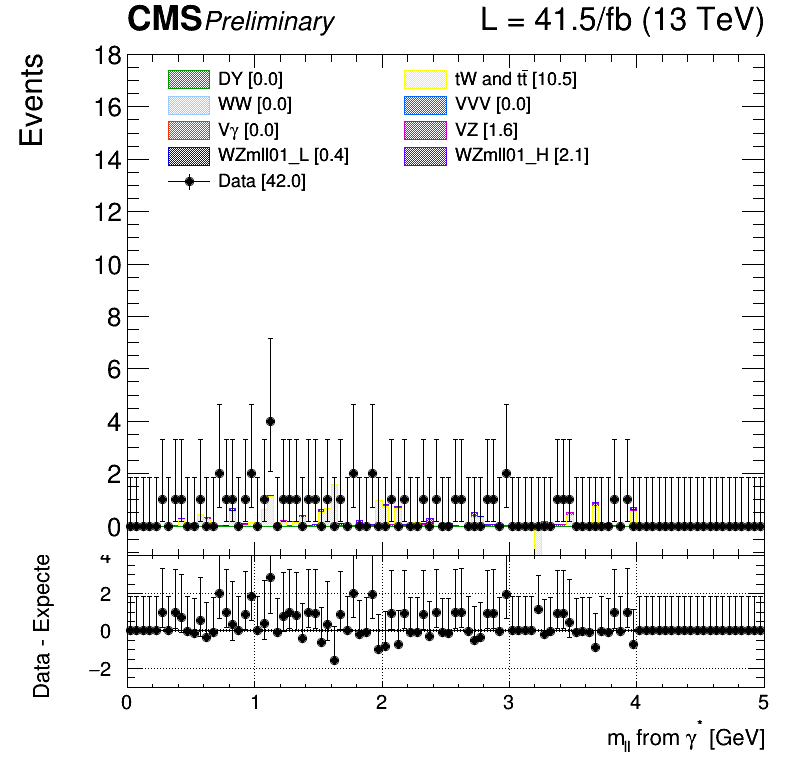 CMS Preliminary L = 41.5/fb (13 TeV)
Events
18
16
14
12
10
8
6
4
2
0
DY [0.0]
tW and tt̄ [10.5]
WW [0.0]
VVV [0.0]
Vγ [0.0]
VZ [1.6]
WZmll01_L [0.4]
WZmll01_H [2.1]
Data [42.0]
Data - Expecte
4
2
0
−2
0 1 2 3 4 5
m_ll from γ* [GeV]